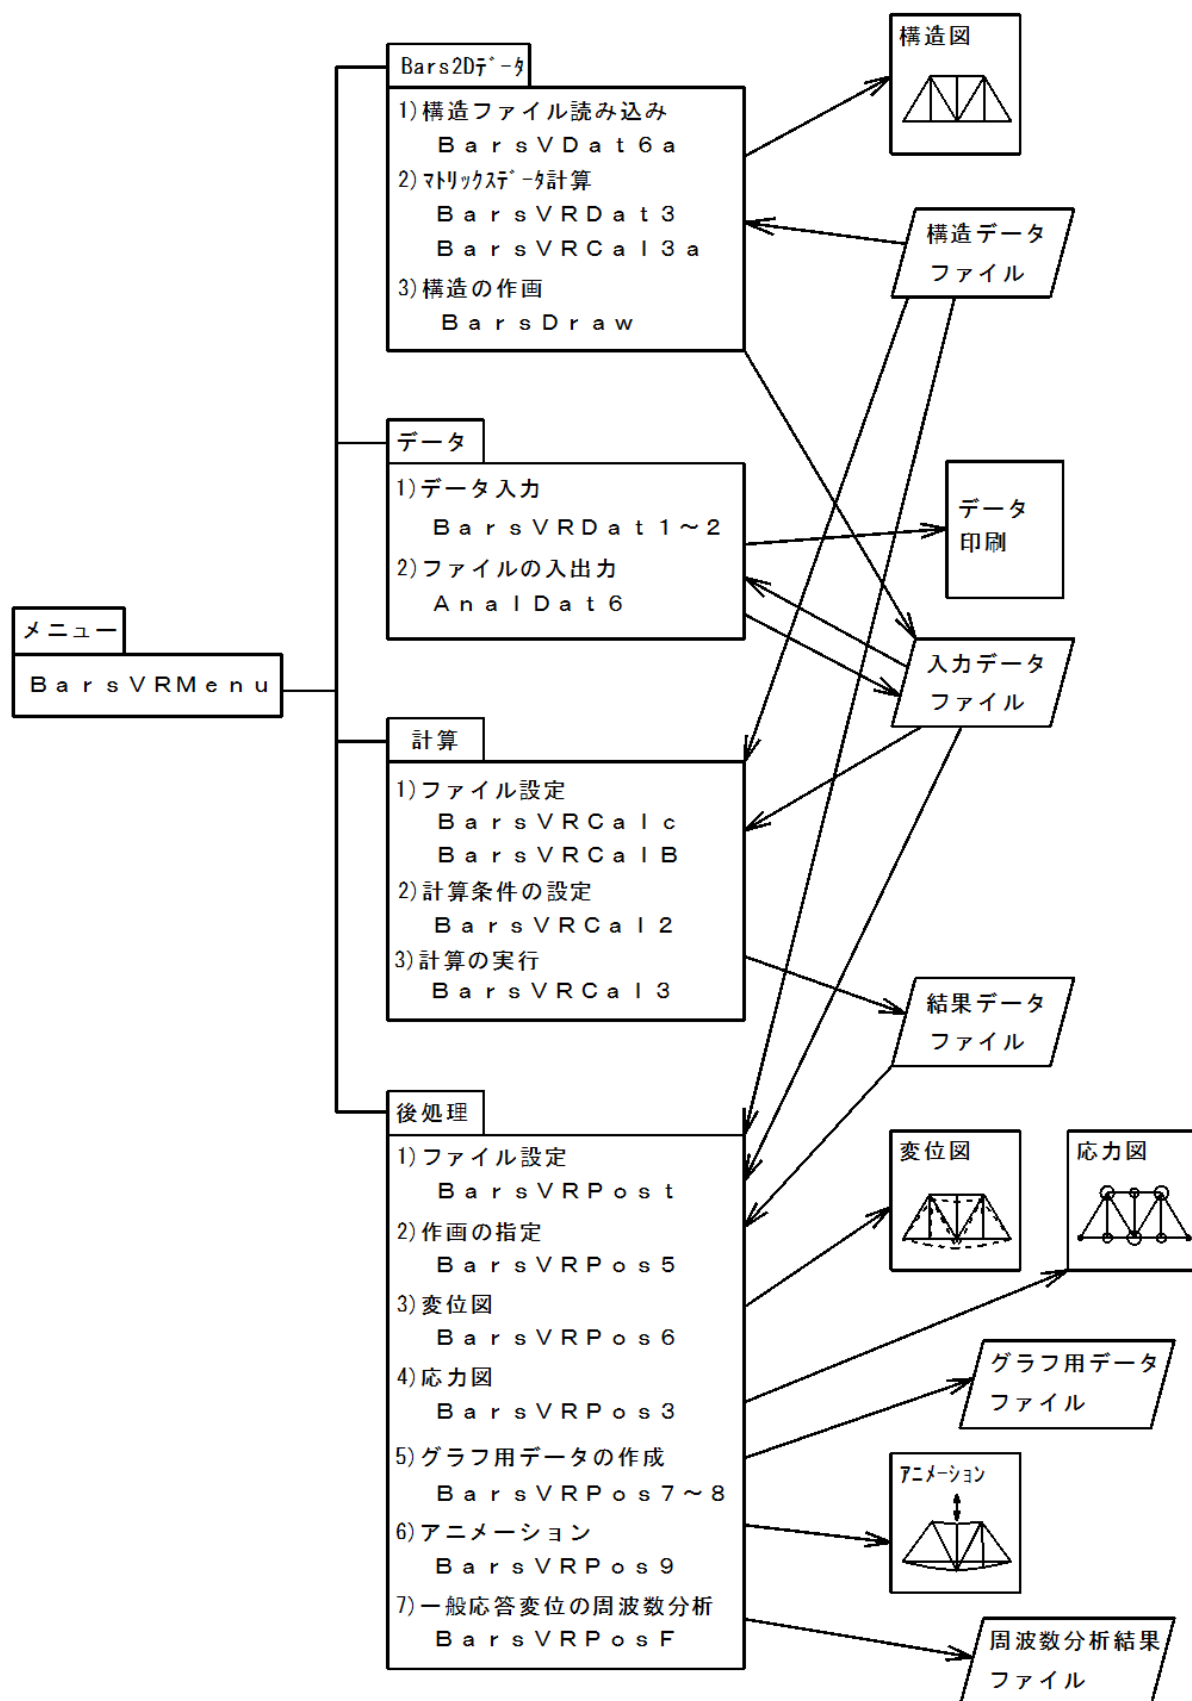 メニュー
BarsVRMenu
Bars2Dﾃﾞｰﾀ
1)構造ファイル読み込み
BarsVDat6a
2)ﾏﾄﾘｯｸｽﾃﾞｰﾀ計算
BarsVRDat3
BarsVRCal3a
3)構造の作画
BarsDraw
データ
1)データ入力
BarsVRDat1～2
2)ファイルの入出力
AnalDat6
計算
1)ファイル設定
BarsVRCalc
BarsVRCalB
2)計算条件の設定
BarsVRCal2
3)計算の実行
BarsVRCal3
後処理
1)ファイル設定
BarsVRPost
2)作画の指定
BarsVRPos5
3)変位図
BarsVRPos6
4)応力図
BarsVRPos3
5)グラフ用データの作成
BarsVRPos7～8
6)アニメーション
BarsVRPos9
7)一般応答変位の周波数分析
BarsVRPosF
構造図
構造データ
ファイル
データ
印刷
入力データ
ファイル
結果データ
ファイル
変位図
応力図
グラフ用データ
ファイル
ｱﾆﾒｰｼｮﾝ
周波数分析結果
ファイル